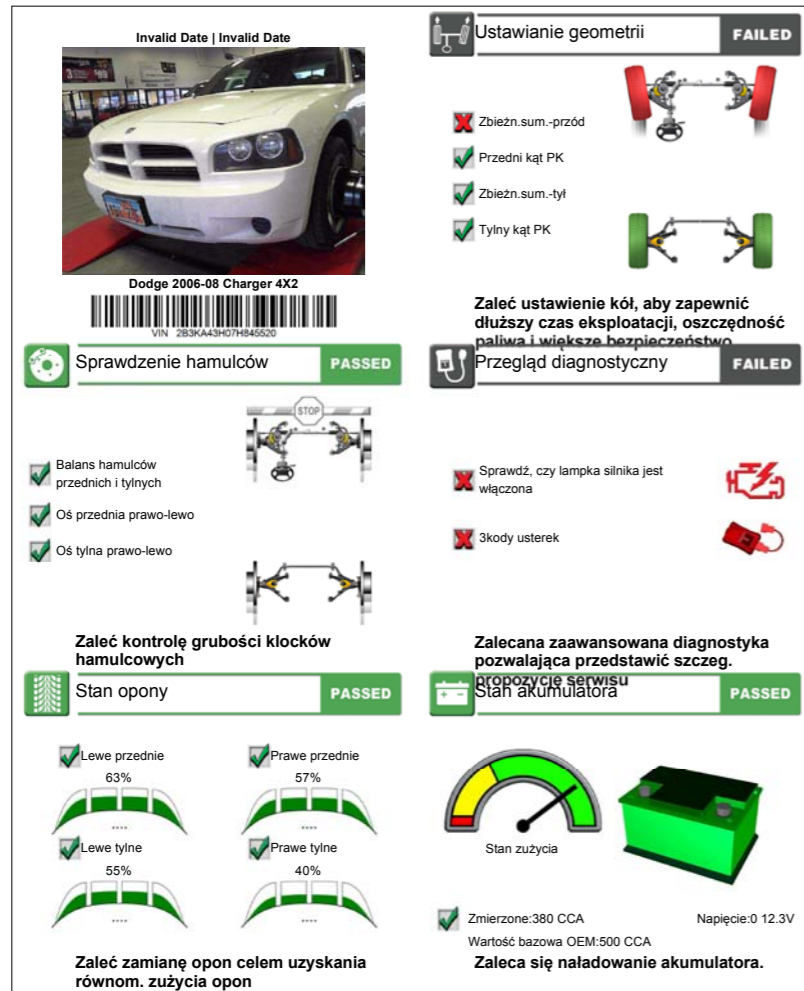 Invalid Date | Invalid Date
Dodge 2006-08 Charger 4X2
VIN 2B3KA43H07H845520
Ustawianie geometrii
FAILED
Zbieżn.sum.-przód
Przedni kąt PK
Zbieżn.sum.-tył
Tylny kąt PK
Zaleć ustawienie kół, aby zapewnić
dłuższy czas eksploatacji, oszczędność
paliwa i większe bezpieczeństwo
Sprawdzenie hamulców
PASSED
STOP
Balans hamulców
przednich i tylnych
Oś przednia prawo-lewo
Oś tylna prawo-lewo
Zaleć kontrolę grubości klocków
hamulcowych
Przegląd diagnostyczny
FAILED
Sprawdź, czy lampka silnika jest
włączona
3kody usterek
Zalecana zaawansowana diagnostyka
pozwalająca przedstawić szczeg.
propozycję serwisu
Stan opony
PASSED
Lewe przednie
63%
Prawe przednie
57%
Lewe tylne
55%
Prawe tylne
40%
Zaleć zamianę opon celem uzyskania
równom. zużycia opon
Stan akumulatora
PASSED
Stan zużycia
Zmierzone:380 CCA
Napięcie:0 12.3V
Wartość bazowa OEM:500 CCA
Zaleca się naładowanie akumulatora.